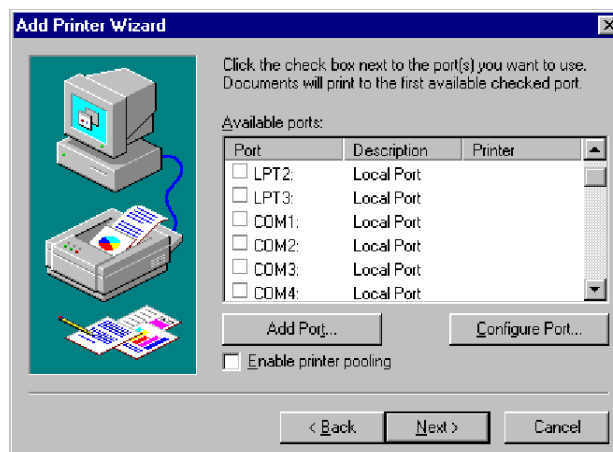 Add Printer Wizard
Click the check box next to the port(s) you want to use.
Documents will print to the first available checked port.
Available ports:
Port Description Printer
LPT2: Local Port
LPT3: Local Port
COM1: Local Port
COM2: Local Port
COM3: Local Port
COM4: Local Port
Add Port... Configure Port...
Enable printer pooling
< Back Next > Cancel